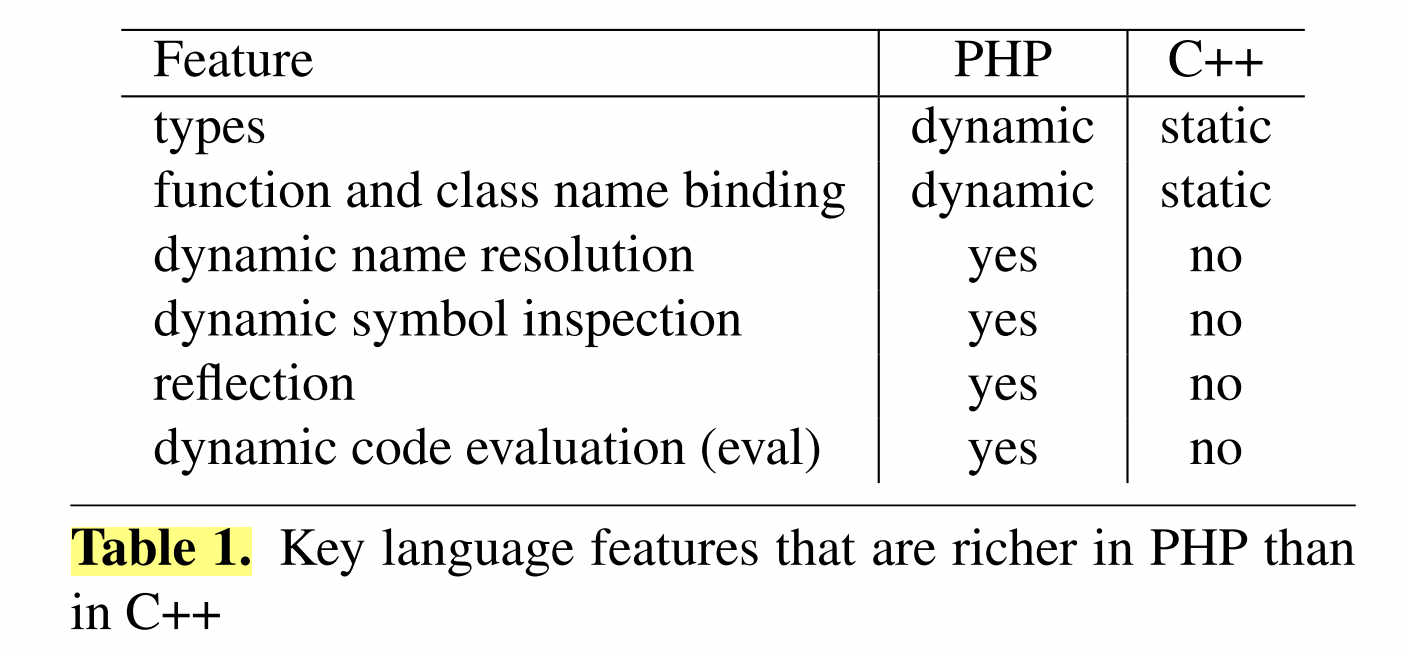 Feature PHP C++
types dynamic static
function and class name binding dynamic static
dynamic name resolution yes no
dynamic symbol inspection yes no
reflection yes no
dynamic code evaluation (eval) yes no
Table 1. Key language features that are richer in PHP than
in C++